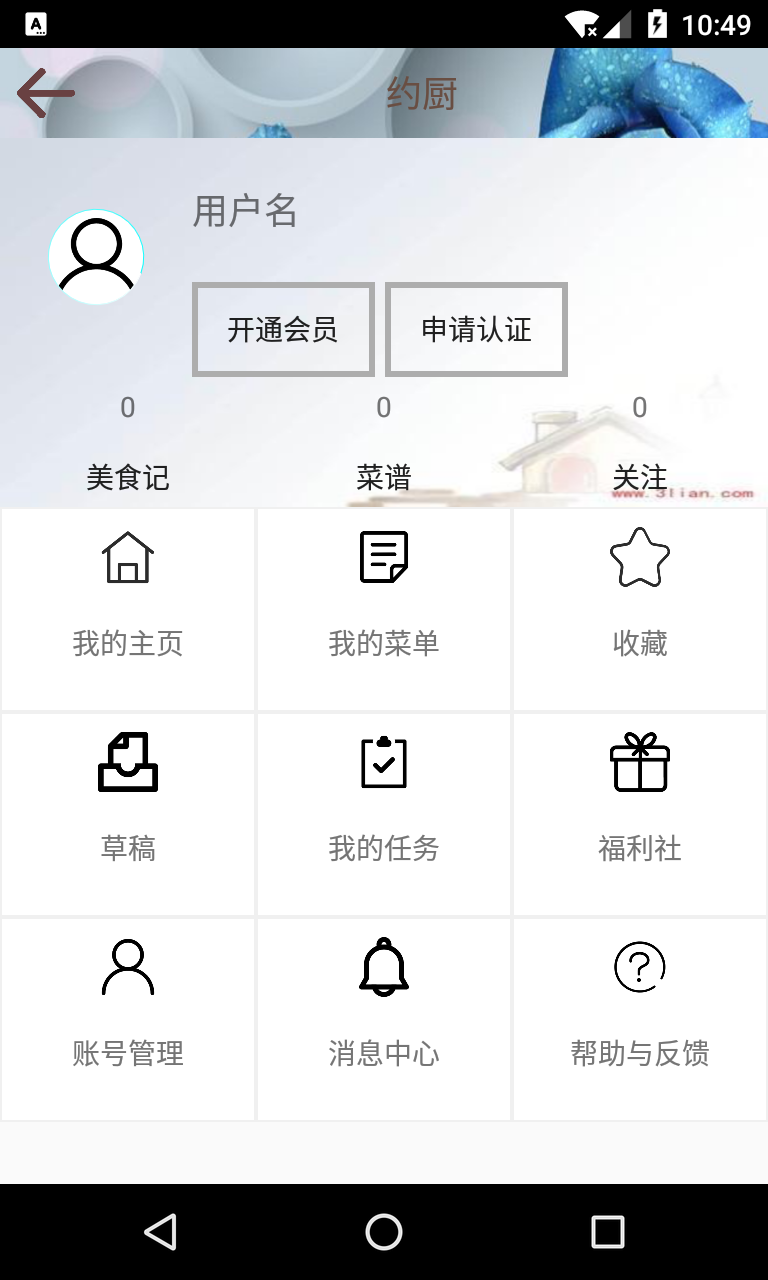 10:49
约厨
用户名
开通会员 申请认证
0 0 0
美食记 菜谱 关注
www.3lian.com
我的主页 我的菜单 收藏
草稿 我的任务 福利社
账号管理 消息中心 帮助与反馈